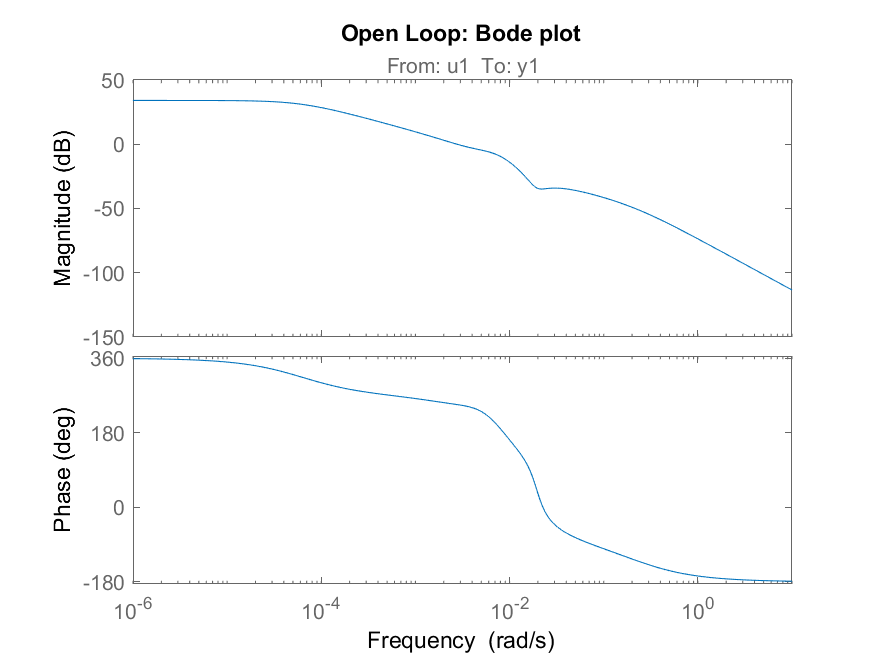 Open Loop: Bode plot
From: u1  To: y1
50
0
-50
-100
-150
Magnitude (dB)
360
180
0
-180
Phase (deg)
10^-6
10^-4
10^-2
10^0
Frequency  (rad/s)